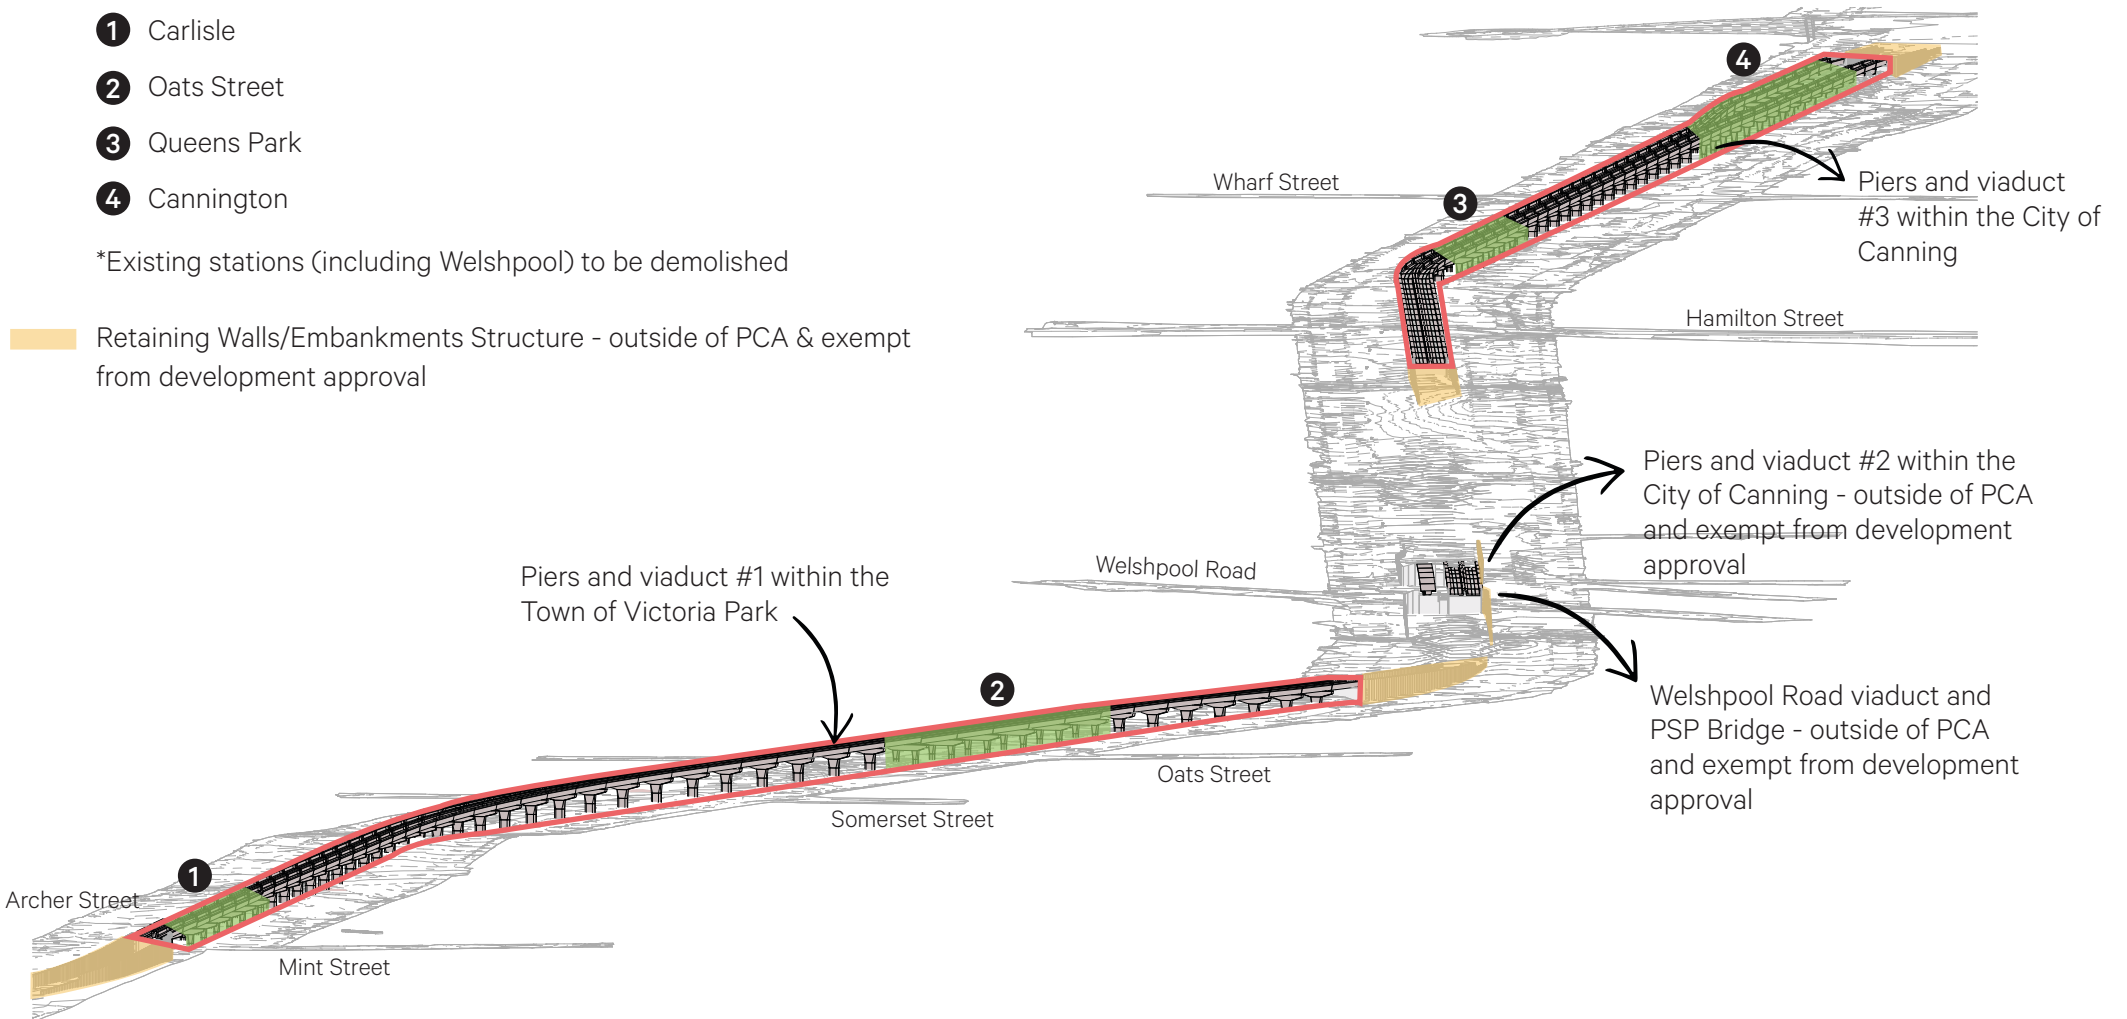 1 Carlisle
2 Oats Street
3 Queens Park
4 Cannington
*Existing stations (including Welshpool) to be demolished
Retaining Walls/Embankments Structure - outside of PCA & exempt
from development approval
4
Piers and viaduct
#3 within the City of
Canning
Wharf Street
3
Hamilton Street
Piers and viaduct #2 within the
City of Canning - outside of PCA
and exempt from development
approval
Welshpool Road
Piers and viaduct #1 within the
Town of Victoria Park
Welshpool Road viaduct and
PSP Bridge - outside of PCA
and exempt from development
approval
2
Oats Street
Somerset Street
1
Archer Street
Mint Street